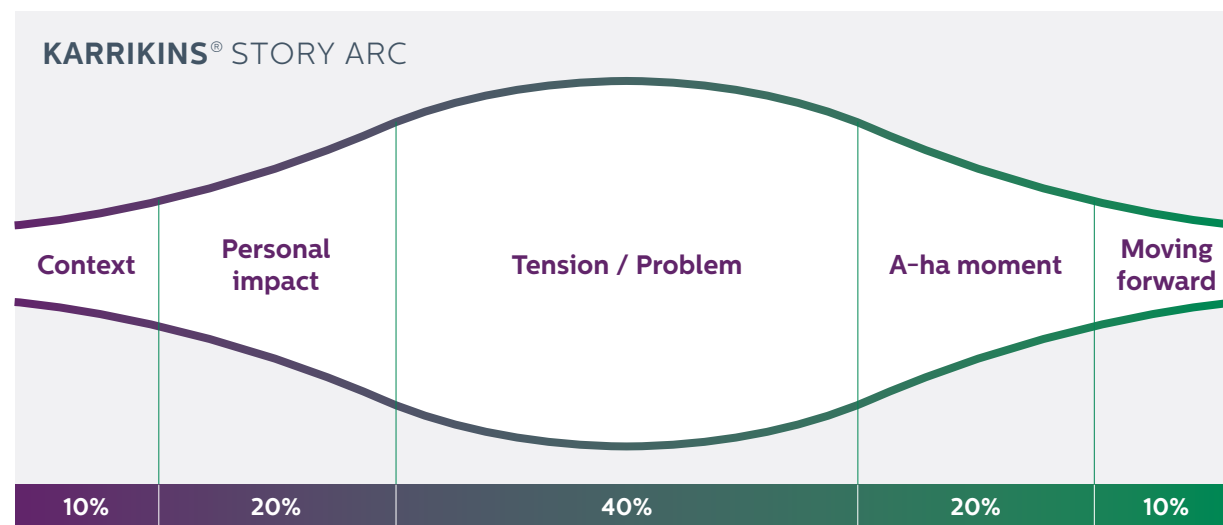 KARRIKINS® STORY ARC
Context
Personal
impact
Tension / Problem
A-ha moment
Moving
forward
10%
20%
40%
20%
10%